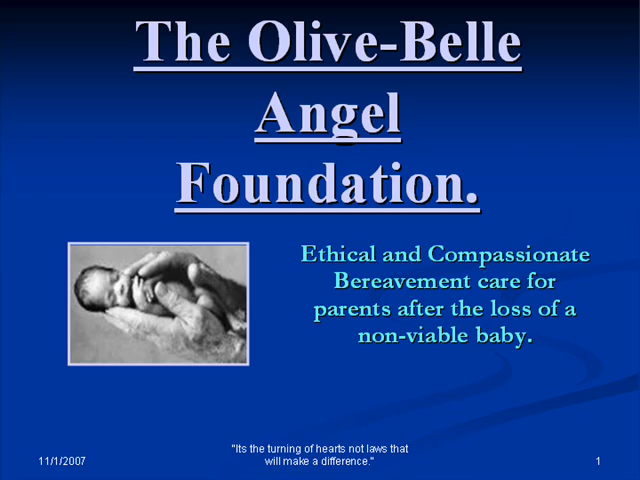 The Olive-Belle
Angel
Foundation.
Ethical and Compassionate
Bereavement care for
parents after the loss of a
non-viable baby.
"Its the turning of hearts not laws that
will make a difference."
11/1/2007
1